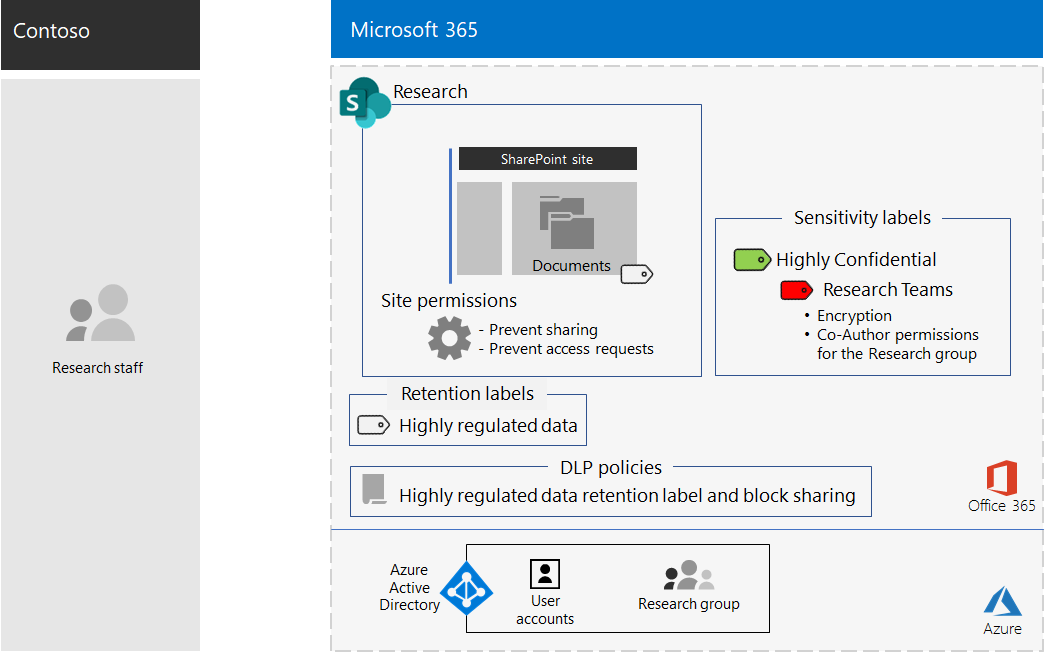 Contoso
Microsoft 365
Research
S
SharePoint site
Documents
Site permissions
- Prevent sharing
- Prevent access requests
Sensitivity labels
Highly Confidential
Research Teams
• Encryption
• Co-Author permissions
for the Research group
Research staff
Retention labels
Highly regulated data
DLP policies
Highly regulated data retention label and block sharing
Office 365
Azure
Active
Directory
User
accounts
Research group
Azure